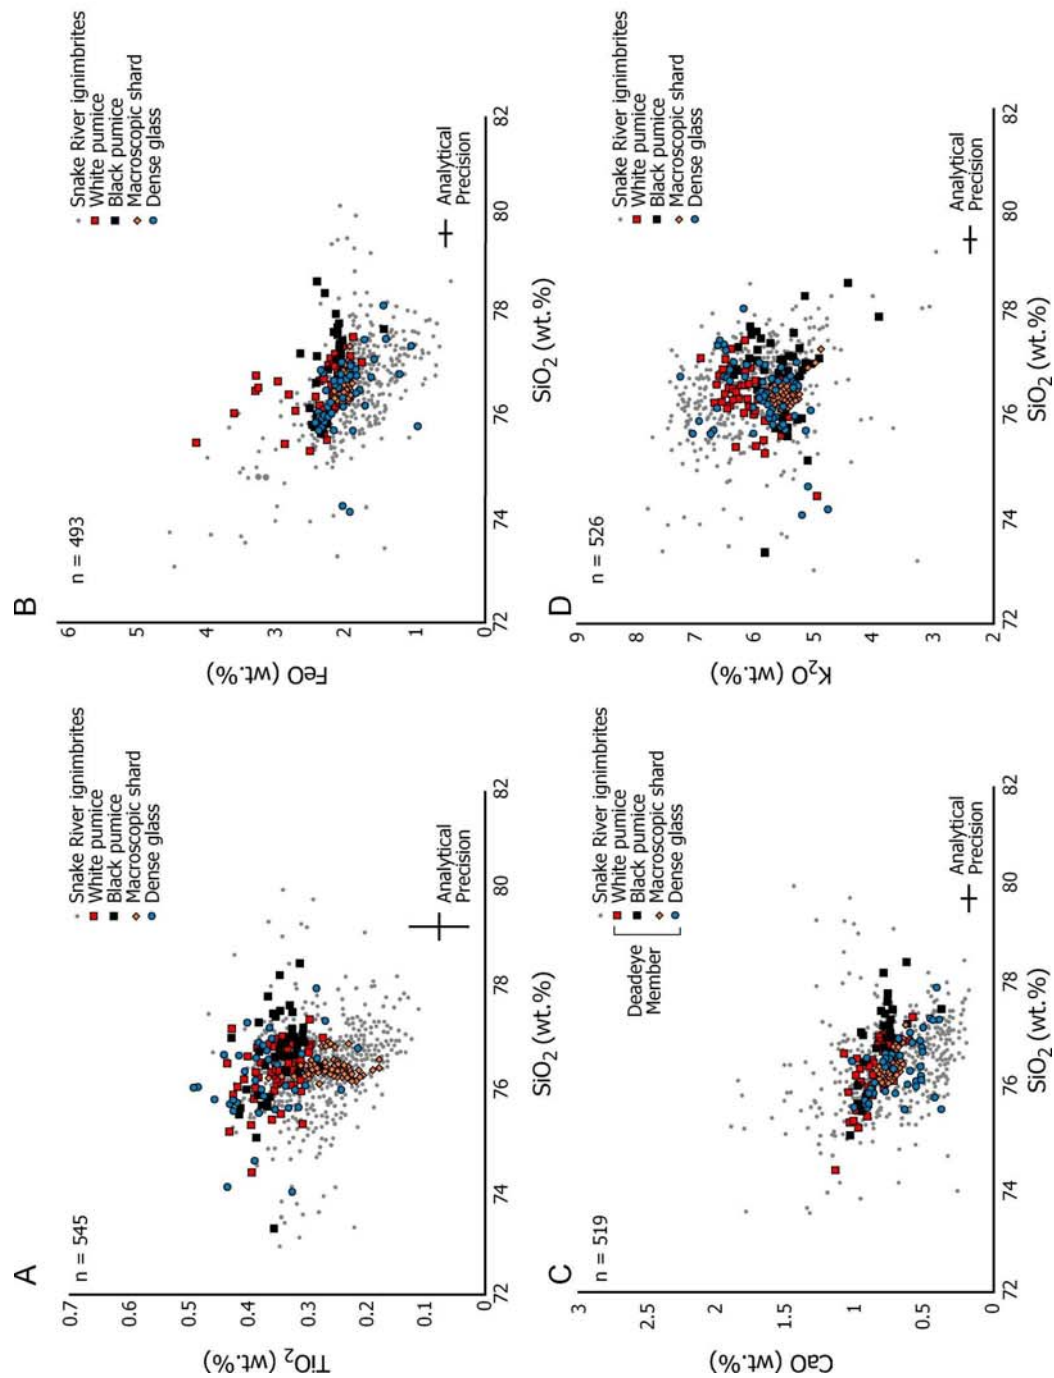 A
n = 545
Snake River ignimbrites
White pumice
Black pumice
Macroscopic shard
Dense glass
Analytical
Precision
0.7
0.6
0.5
0.4
0.3
0.2
0.1
0
72
74
76
78
80
82
TiO2 (wt.%)
SiO2 (wt.%)
B
n = 493
Snake River ignimbrites
White pumice
Black pumice
Macroscopic shard
Dense glass
Analytical
Precision
6
5
4
3
2
1
0
72
74
76
78
80
82
FeO (wt.%)
SiO2 (wt.%)
C
n = 519
Snake River ignimbrites
White pumice
Black pumice
Macroscopic shard
Dense glass
Deadeye
Member
Analytical
Precision
3
2.5
2
1.5
1
0.5
0
72
74
76
78
80
82
CaO (wt.%)
SiO2 (wt.%)
D
n = 526
Snake River ignimbrites
White pumice
Black pumice
Macroscopic shard
Dense glass
Analytical
Precision
9
8
7
6
5
4
3
2
72
74
76
78
80
82
K2O (wt.%)
SiO2 (wt.%)